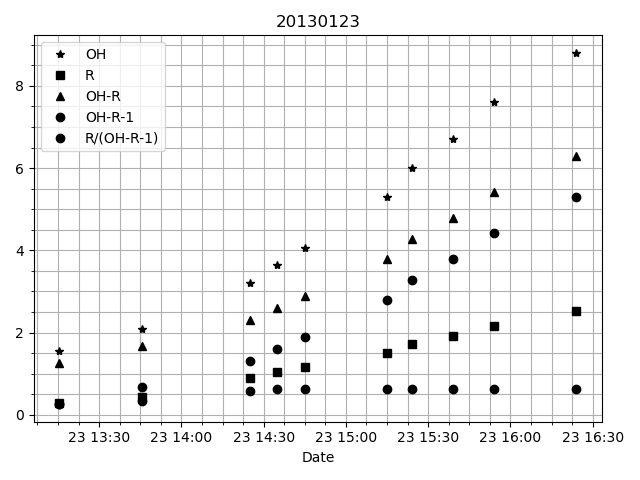 20130123
OH
R
OH-R
OH-R-1
R/(OH-R-1)
8
6
4
2
0
23 13:30 23 14:00 23 14:30 23 15:00 23 15:30 23 16:00 23 16:30
Date